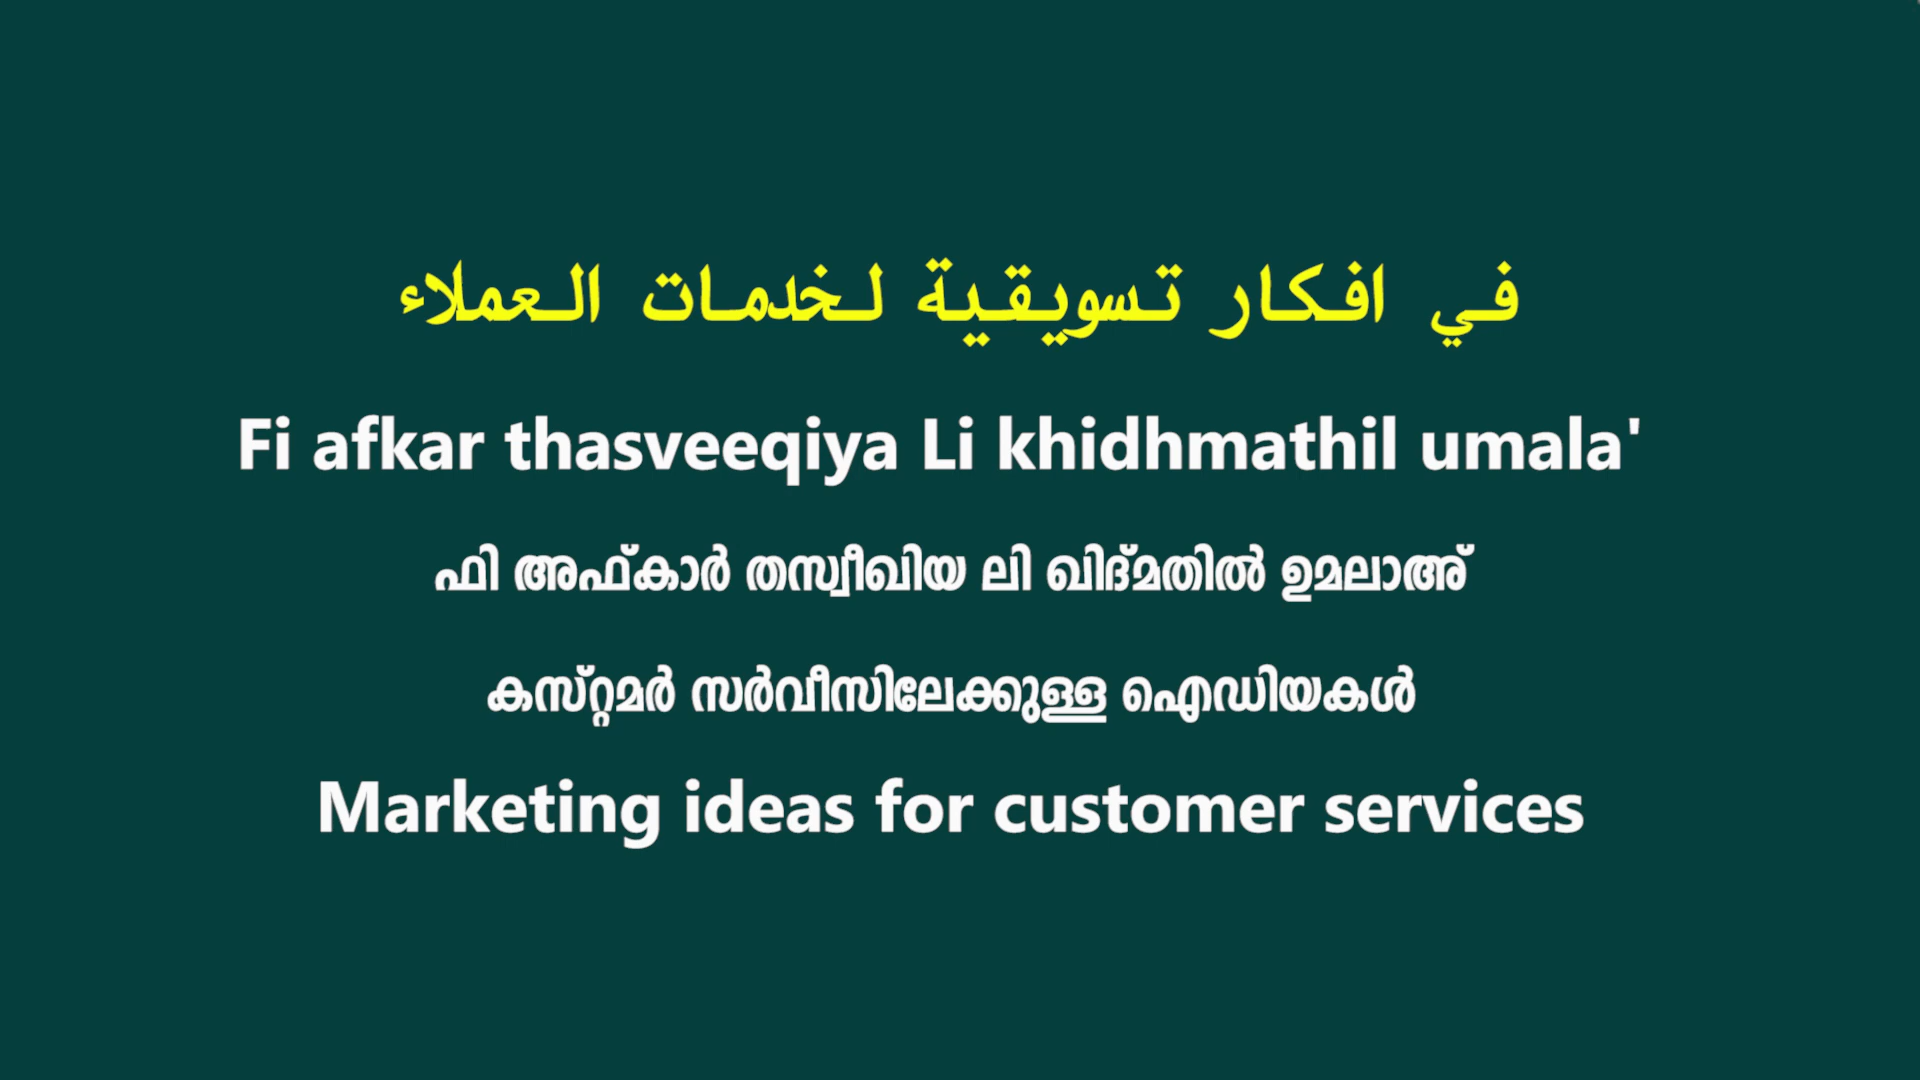 في افكار تسويقية لخدمات العملاء
Fi afkar thasveeqiya Li khidhmathil umala'
ഫി അഫ്കാർ തസ്വീഖിയ ലി ഖിദ്മതിൽ ഉമലാഅ്
കസ്റ്റമർ സർവീസിലേക്കുള്ള ഐഡിയകൾ
Marketing ideas for customer services